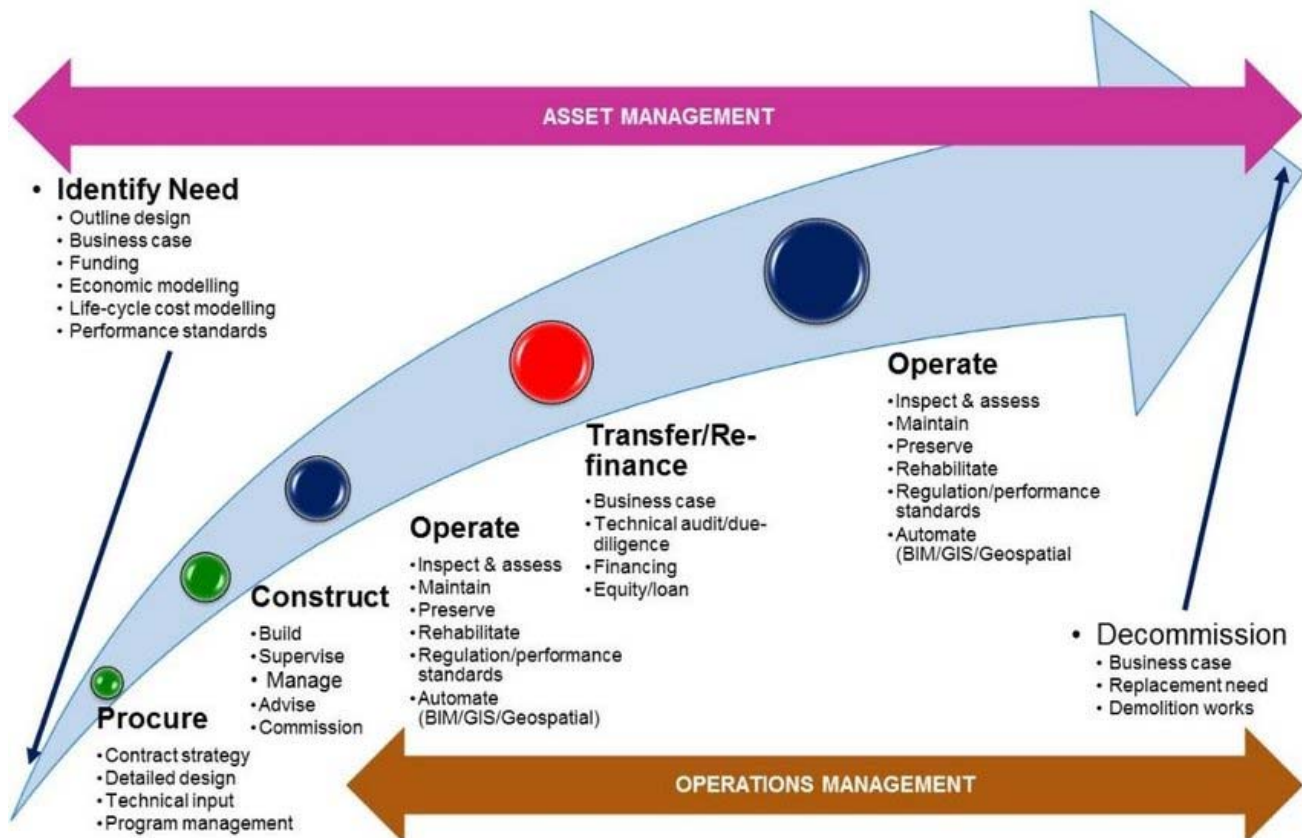 ASSET MANAGEMENT
• Identify Need
• Outline design
• Business case
• Funding
• Economic modelling
• Life-cycle cost modelling
• Performance standards
Procure
• Contract strategy
• Detailed design
• Technical input
• Program management
Construct
• Build
• Supervise
• Manage
• Advise
• Commission
Operate
• Inspect & assess
• Maintain
• Preserve
• Rehabilitate
• Regulation/performance
standards
• Automate
(BIM/GIS/Geospatial)
Transfer/Re-
finance
• Business case
• Technical audit/due-
diligence
• Financing
• Equity/loan
Operate
• Inspect & assess
• Maintain
• Preserve
• Rehabilitate
• Regulation/performance
standards
• Automate
(BIM/GIS/Geospatial
• Decommission
• Business case
• Replacement need
• Demolition works
OPERATIONS MANAGEMENT